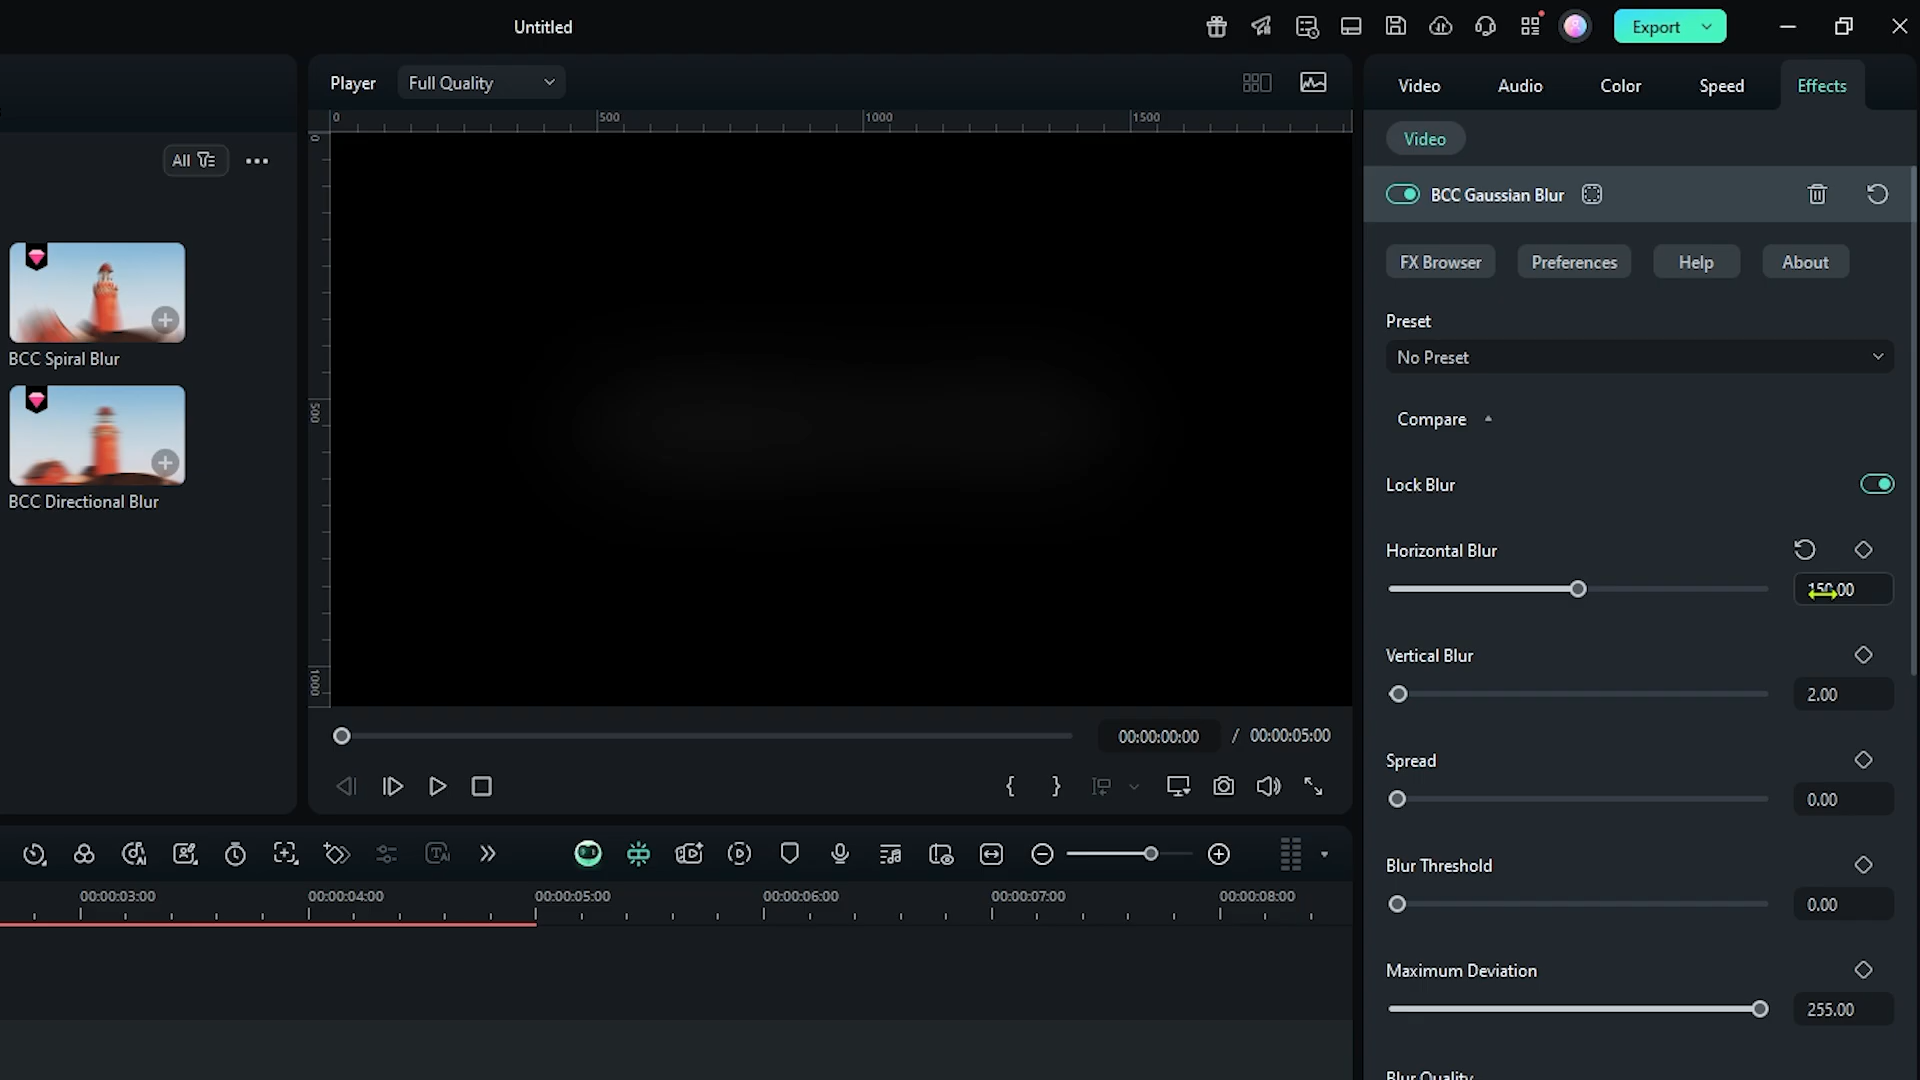 Untitled
Export
Player
Full Quality
Video
Audio
Color
Speed
Effects
0
500
1000
1500
0
500
1000
Video
All
BCC Gaussian Blur
FX Browser
Preferences
Help
About
Preset
No Preset
BCC Spiral Blur
Compare
Lock Blur
BCC Directional Blur
Horizontal Blur
150.00
Vertical Blur
2.00
00:00:00:00 / 00:00:05:00
Spread
0.00
Blur Threshold
0.00
00:00:03:00
00:00:04:00
00:00:05:00
00:00:06:00
00:00:07:00
00:00:08:00
Maximum Deviation
255.00
Blur Quality